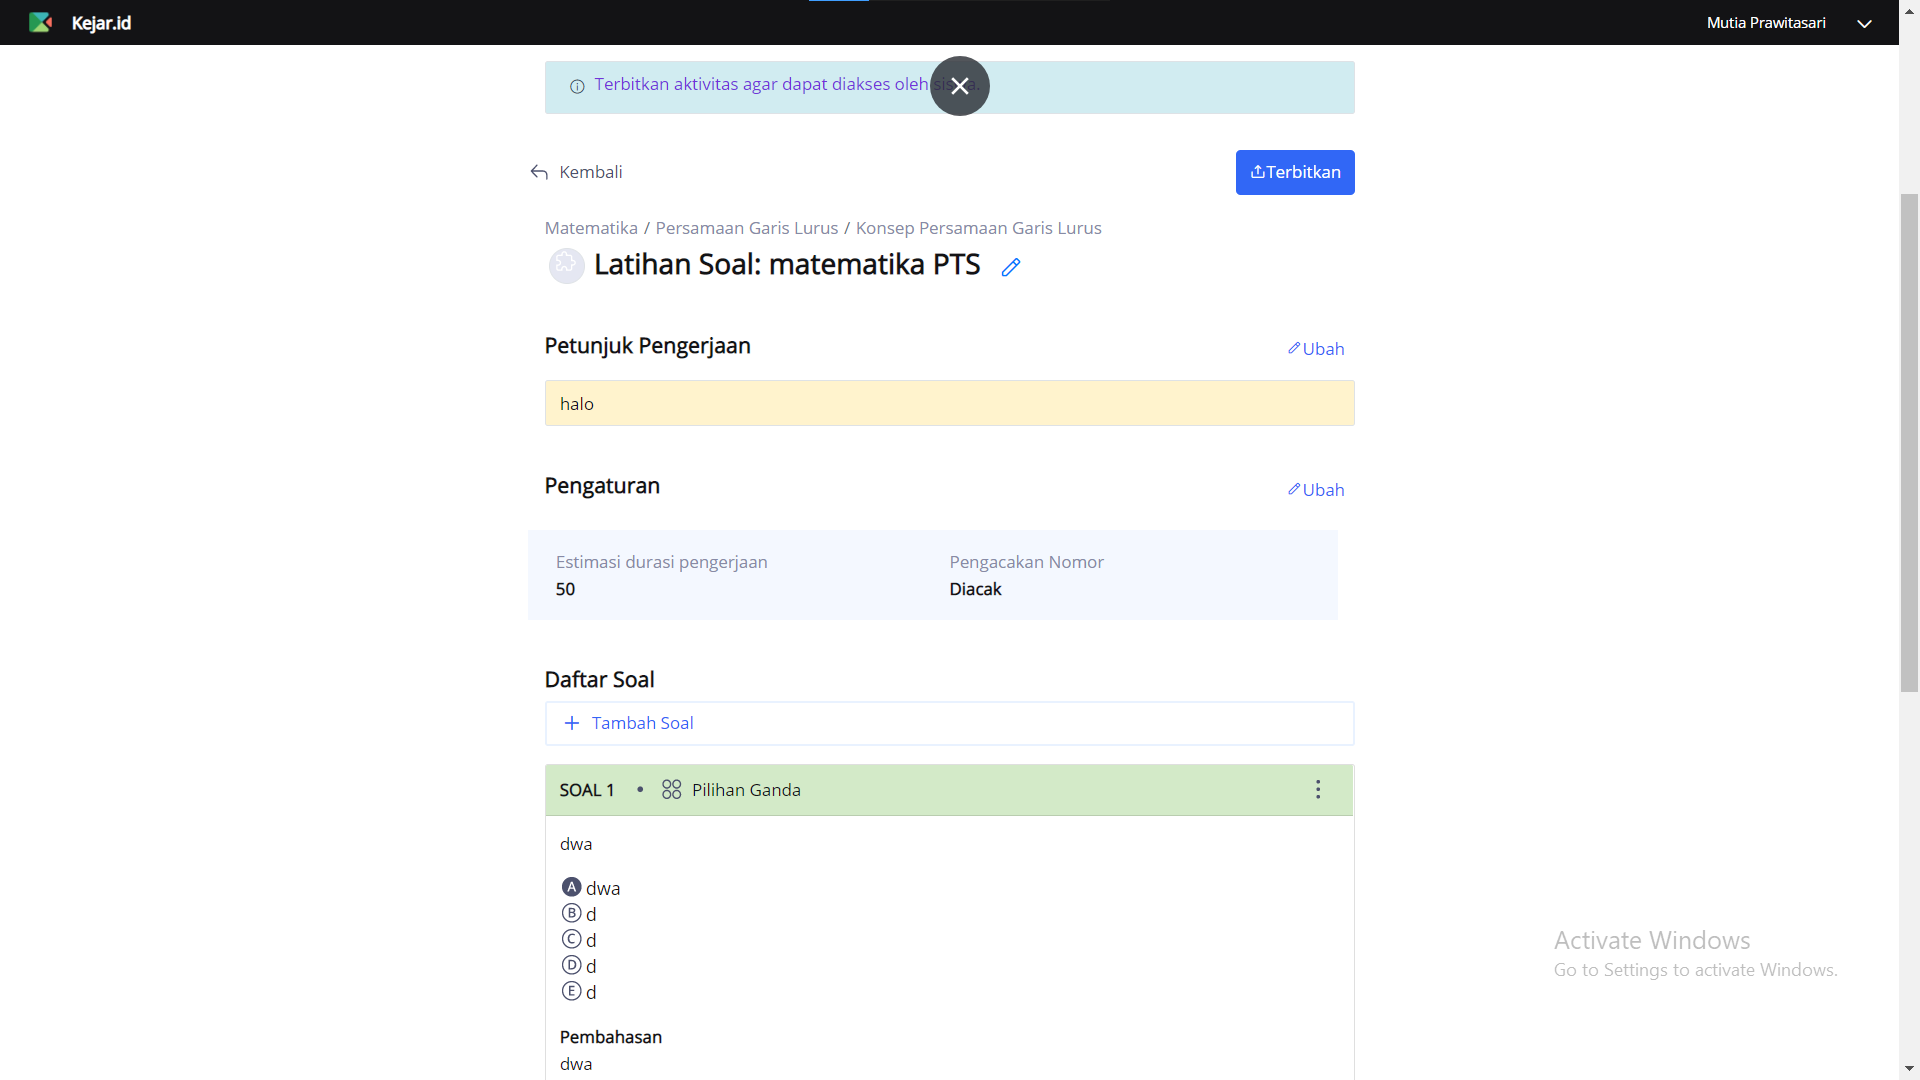 Kejar.id
Mutia Prawitasari
Terbitkan aktivitas agar dapat diakses oleh
Kembali
Terbitkan
Matematika / Persamaan Garis Lurus / Konsep Persamaan Garis Lurus
Latihan Soal: matematika PTS
Petunjuk Pengerjaan
Ubah
halo
Pengaturan
Ubah
Estimasi durasi pengerjaan
Pengacakan Nomor
50
Diacak
Daftar Soal
+ Tambah Soal
SOAL 1 • Pilihan Ganda
dwa
A dwa
B d
C d
D d
E d
Pembahasan
dwa
Activate Windows
Go to Settings to activate Windows.